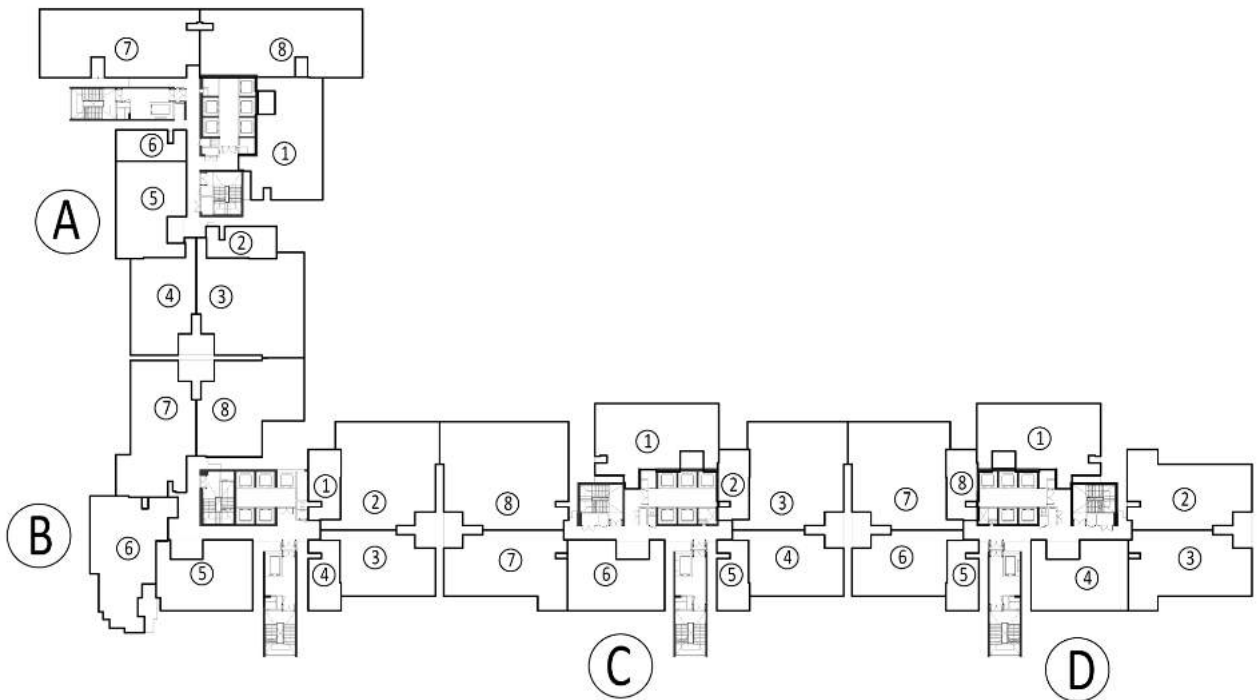 ⑦ ⑧
⑥ ①
⑤
A
②
④ ③
⑦ ⑧
① ① ①
① ② ⑧ ② ③ ⑦ ⑧ ②
B
⑥ ⑤ ④ ③ ⑦ ⑥ ⑤ ④ ⑥ ⑤ ④ ③
C D